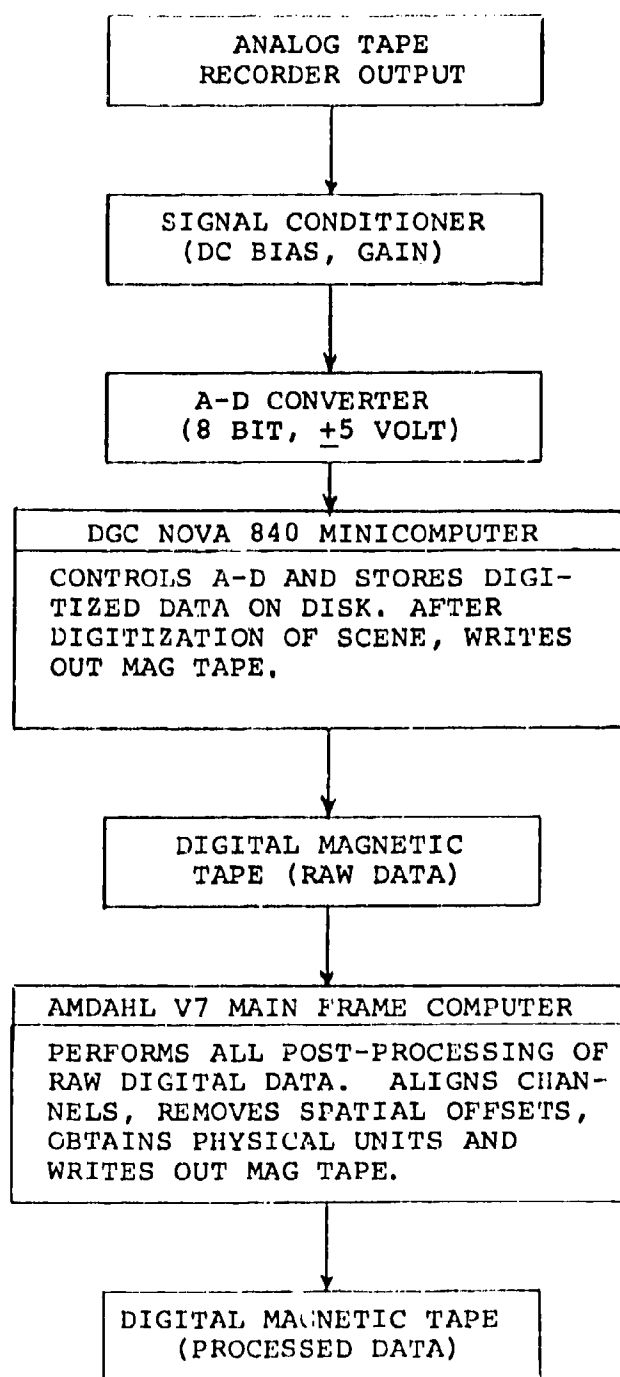 ANALOG TAPE
RECORDER OUTPUT
SIGNAL CONDITIONER
(DC BIAS, GAIN)
A-D CONVERTER
(8 BIT, ±5 VOLT)
DGC NOVA 840 MINICOMPUTER
CONTROLS A-D AND STORES DIGI-
TIZED DATA ON DISK. AFTER
DIGITIZATION OF SCENE, WRITES
OUT MAG TAPE.
DIGITAL MAGNETIC
TAPE (RAW DATA)
AMDAHL V7 MAIN FRAME COMPUTER
PERFORMS ALL POST-PROCESSING OF
RAW DIGITAL DATA. ALIGNS CHAN-
NELS, REMOVES SPATIAL OFFSETS,
OBTAINS PHYSICAL UNITS AND
WRITES OUT MAG TAPE.
DIGITAL MAGNETIC TAPE
(PROCESSED DATA)